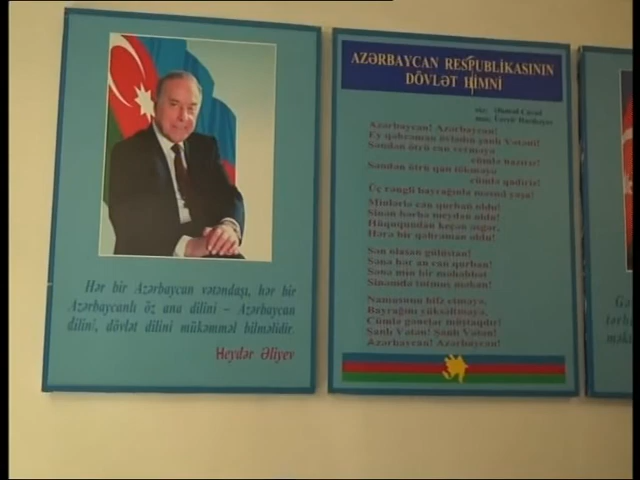 Hər bir Azərbaycan vətəndaşı, hər bir
Azərbaycanlı öz ana dilini – Azərbaycan
dilini, dövlət dilini mükəmməl bilməlidir.
Heydər Əliyev
AZƏRBAYCAN RESPUBLİKASININ
DÖVLƏT HİMNİ
Azərbaycan! Azərbaycan!
Ey qəhrəman övladın şanlı Vətəni!
Səndən ötrü can verməyə
cümlə hazırız!
Səndən ötrü qan tökməyə
cümlə qadiriz!
Üç rəngli bayrağınla məsud yaşa!
Minlərlə can qurban oldu!
Sinən hərbə meydan oldu!
Hüququndan keçən əsgər,
Hərə bir qəhrəman oldu!
Sən olasan gülüstan!
Sənə hər an can qurban!
Sənə min bir məhəbbət
Sinəmdə tutmuş məkan!
Namusunu hifz etməyə,
Bayrağını yüksəltməyə,
Cümlə gənclər müştaqdır!
Şanlı Vətən! Şanlı Vətən!
Azərbaycan! Azərbaycan!